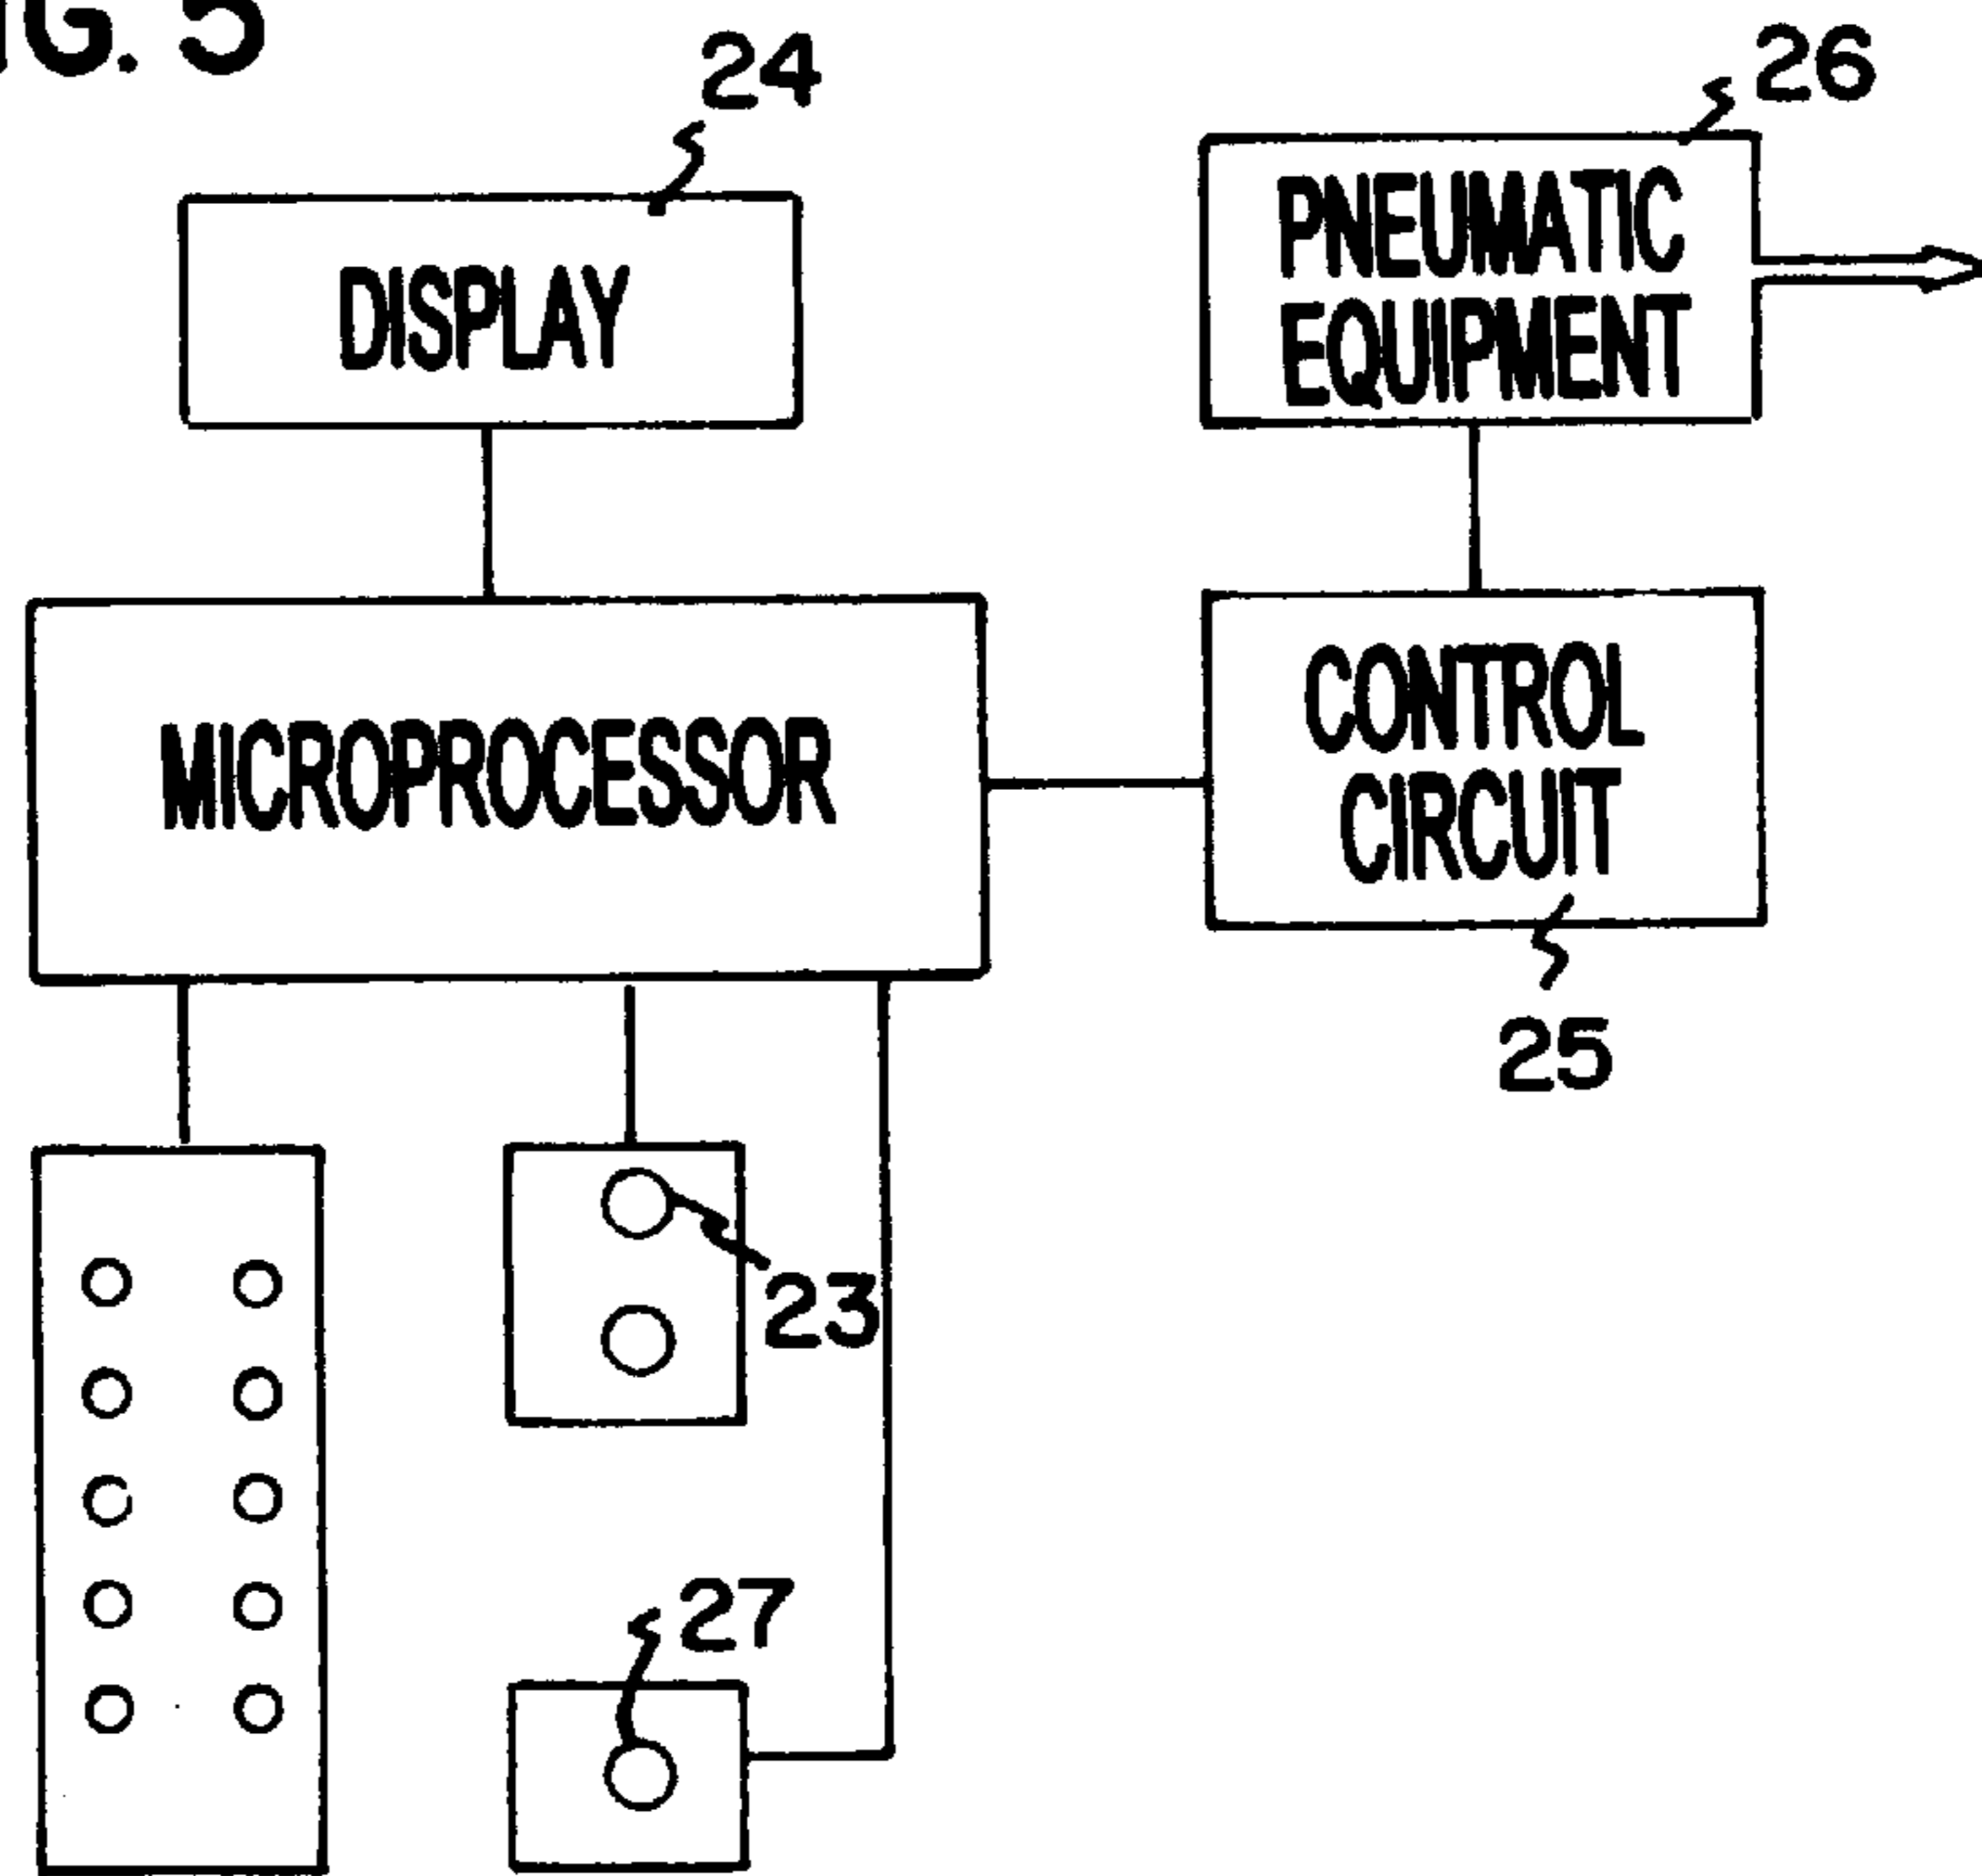 IG. 5
24
26
DISPLAY
PNEUMATIC
EQUIPMENT
MICROPROCESSOR
CONTROL
CIRCUIT
25
23
27